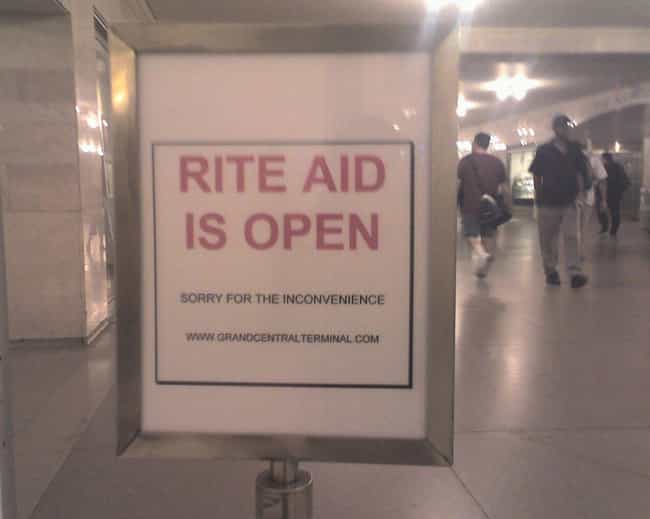 RITE AID
IS OPEN
SORRY FOR THE INCONVENIENCE
WWW.GRANDCENTRALTERMINAL.COM